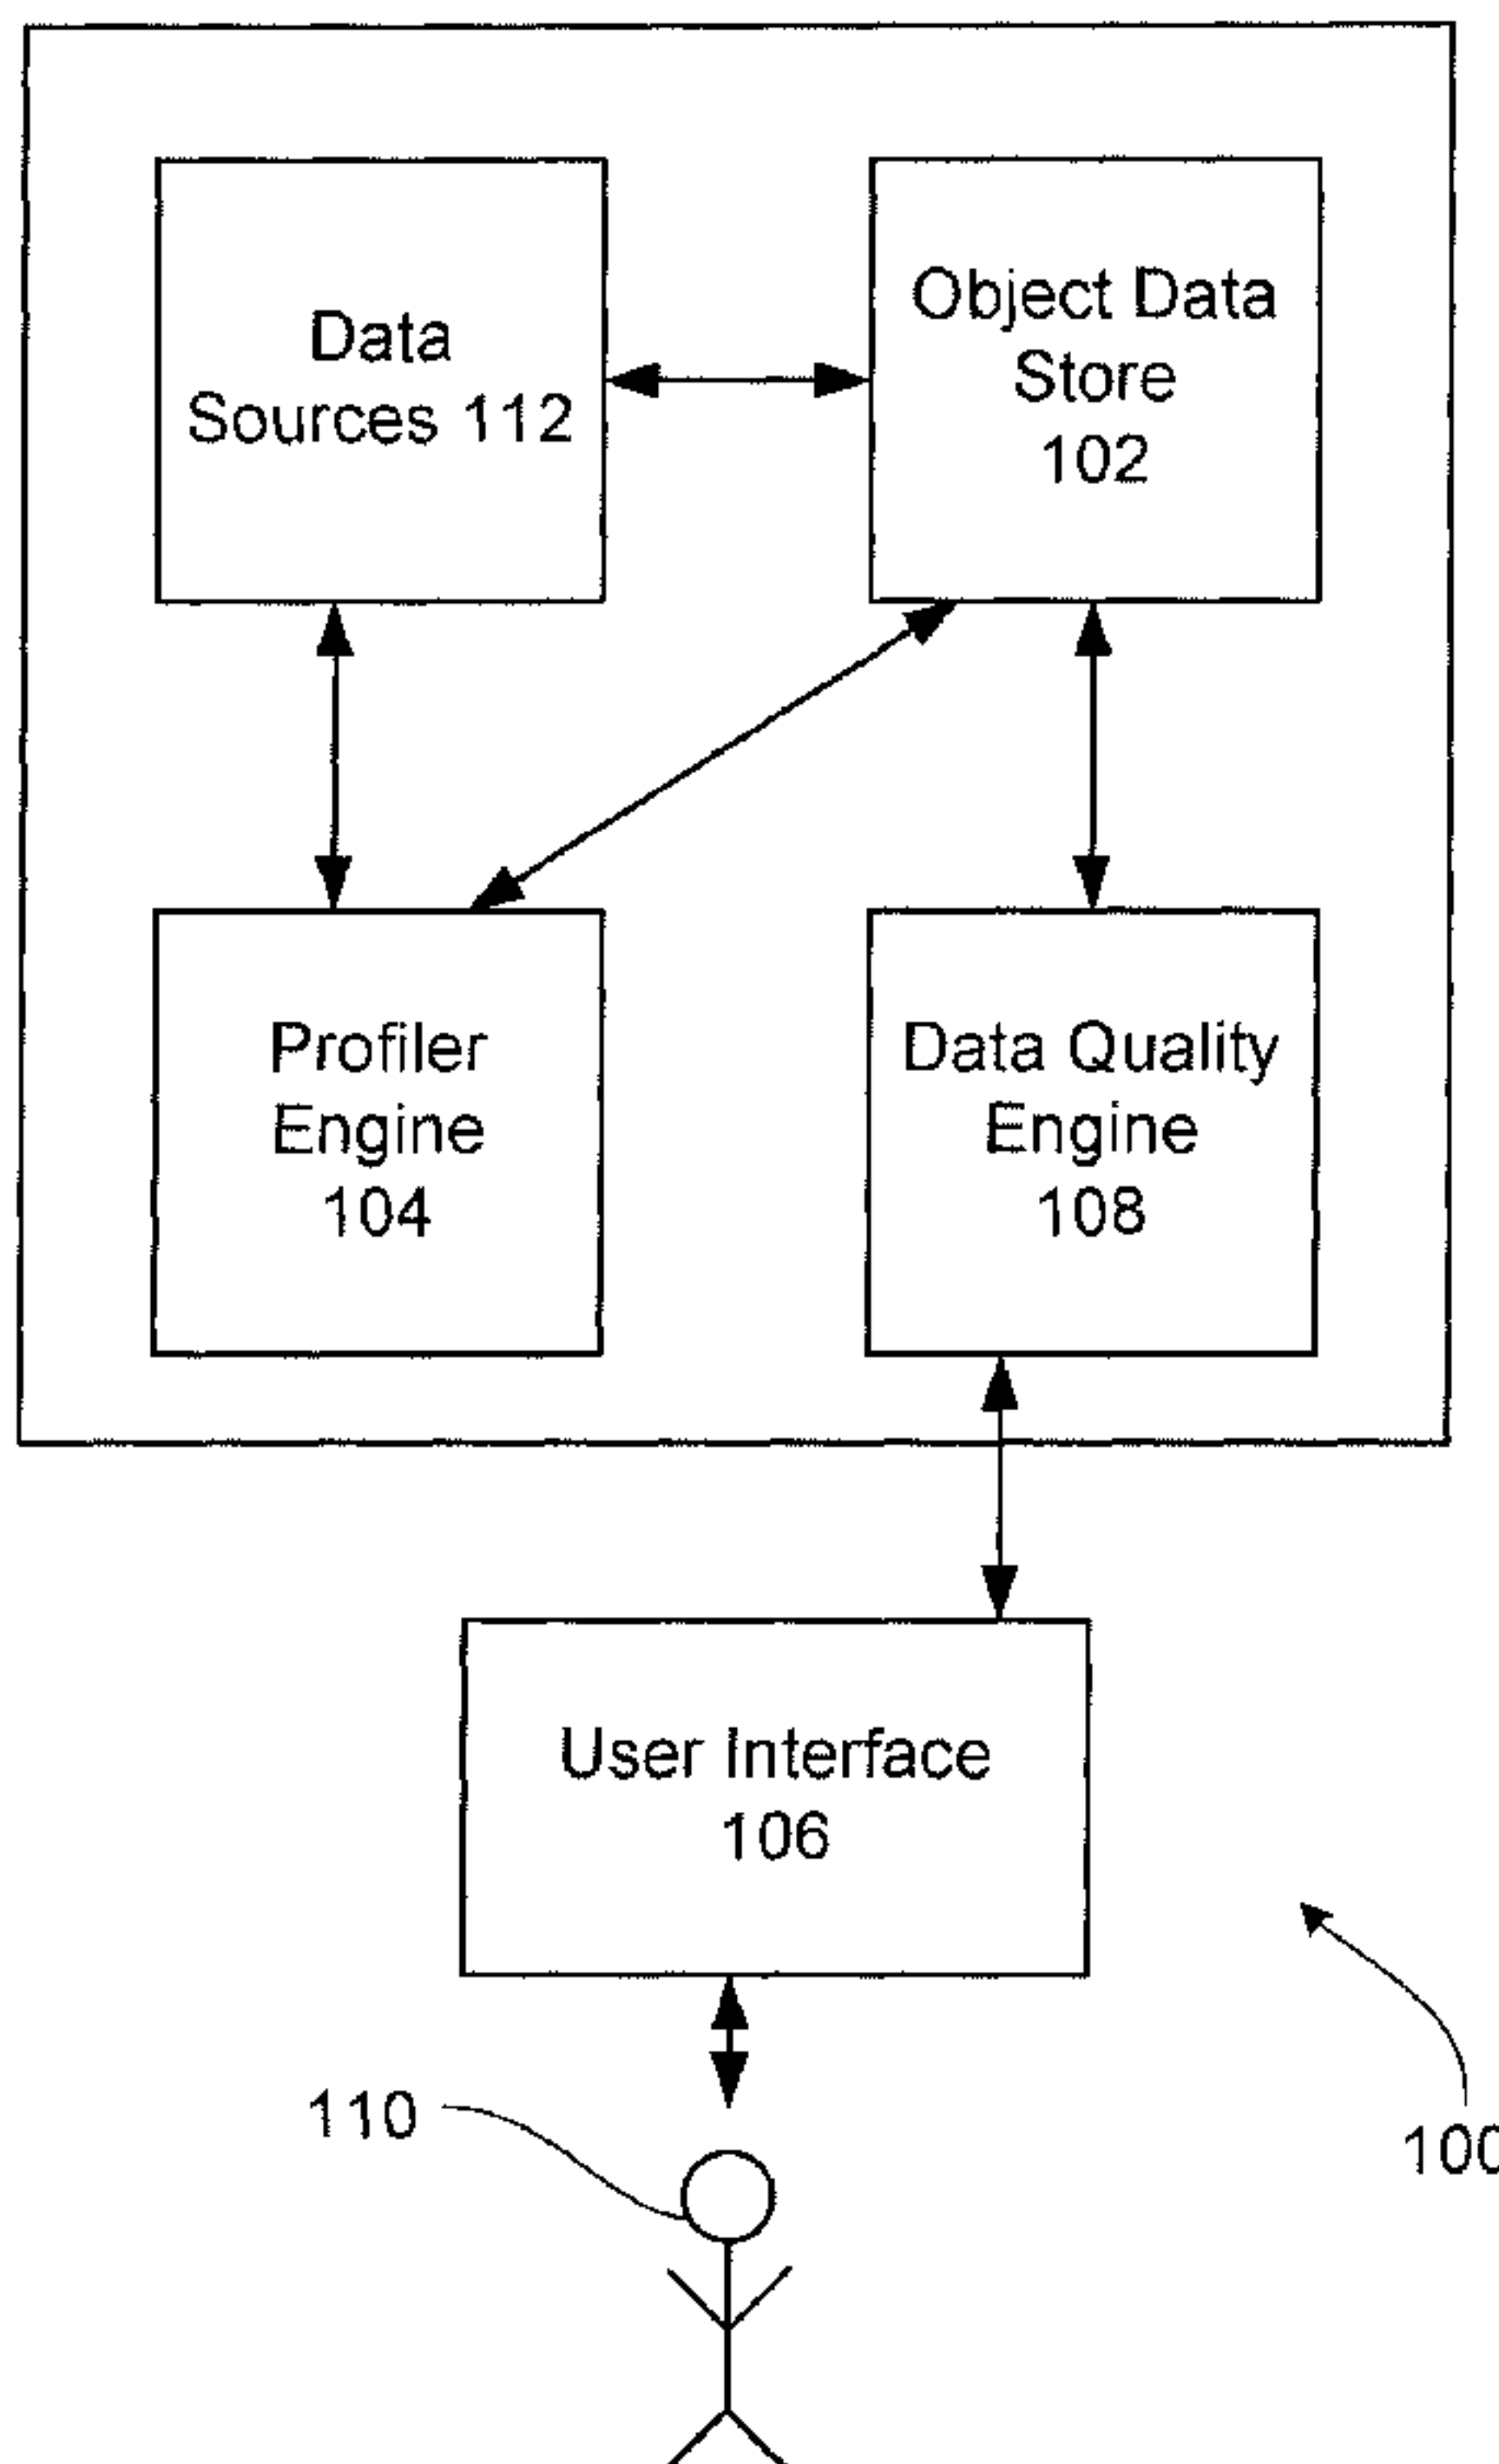 Data
Sources 112
Object Data
Store
102
Profiler
Engine
104
Data Quality
Engine
108
User Interface
106
110
100